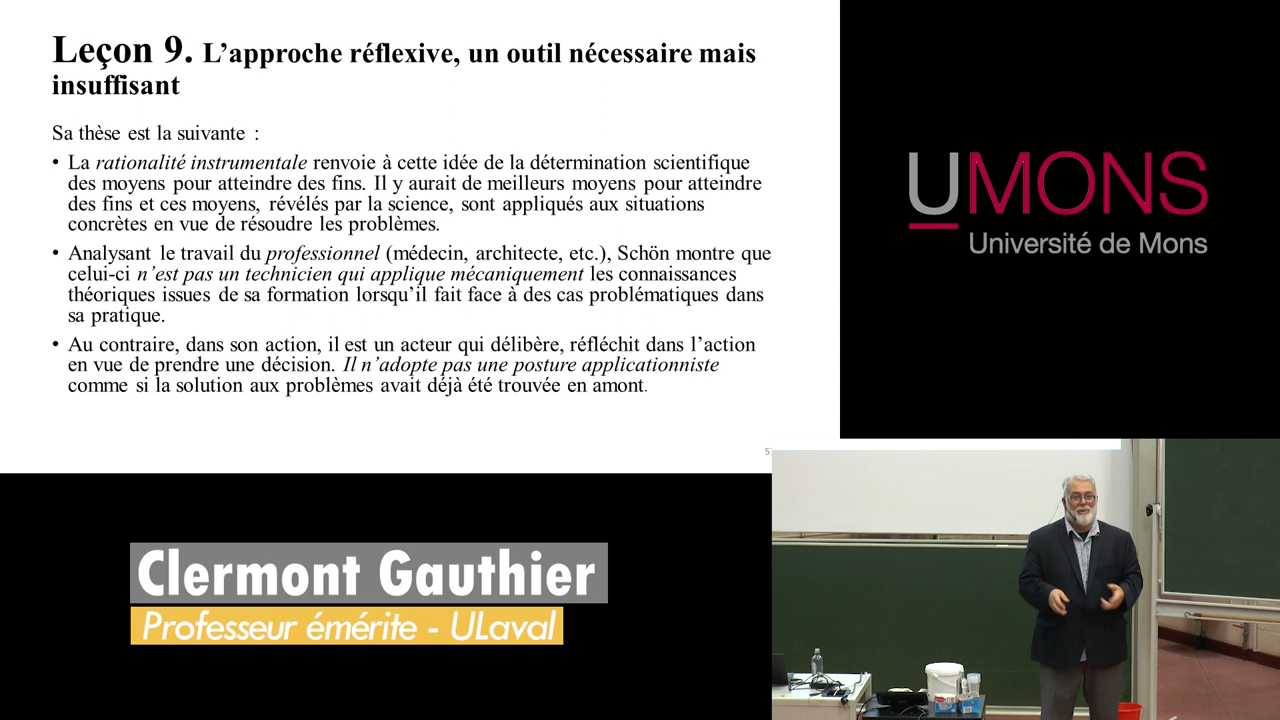 Leçon 9. L’approche réflexive, un outil nécessaire mais
insuffisant
Sa thèse est la suivante :
• La rationalité instrumentale renvoie à cette idée de la détermination scientifique
des moyens pour atteindre des fins. Il y aurait de meilleurs moyens pour atteindre
des fins et ces moyens, révélés par la science, sont appliqués aux situations
concrètes en vue de résoudre les problèmes.
• Analysant le travail du professionnel (médecin, architecte, etc.), Schön montre que
celui-ci n’est pas un technicien qui applique mécaniquement les connaissances
théoriques issues de sa formation lorsqu’il fait face à des cas problématiques dans
sa pratique.
• Au contraire, dans son action, il est un acteur qui délibère, réfléchit dans l’action
en vue de prendre une décision. Il n’adopte pas une posture applicationniste
comme si la solution aux problèmes avait déjà été trouvée en amont.
UMONS
Université de Mons
Clermont Gauthier
Professeur émérite - ULaval